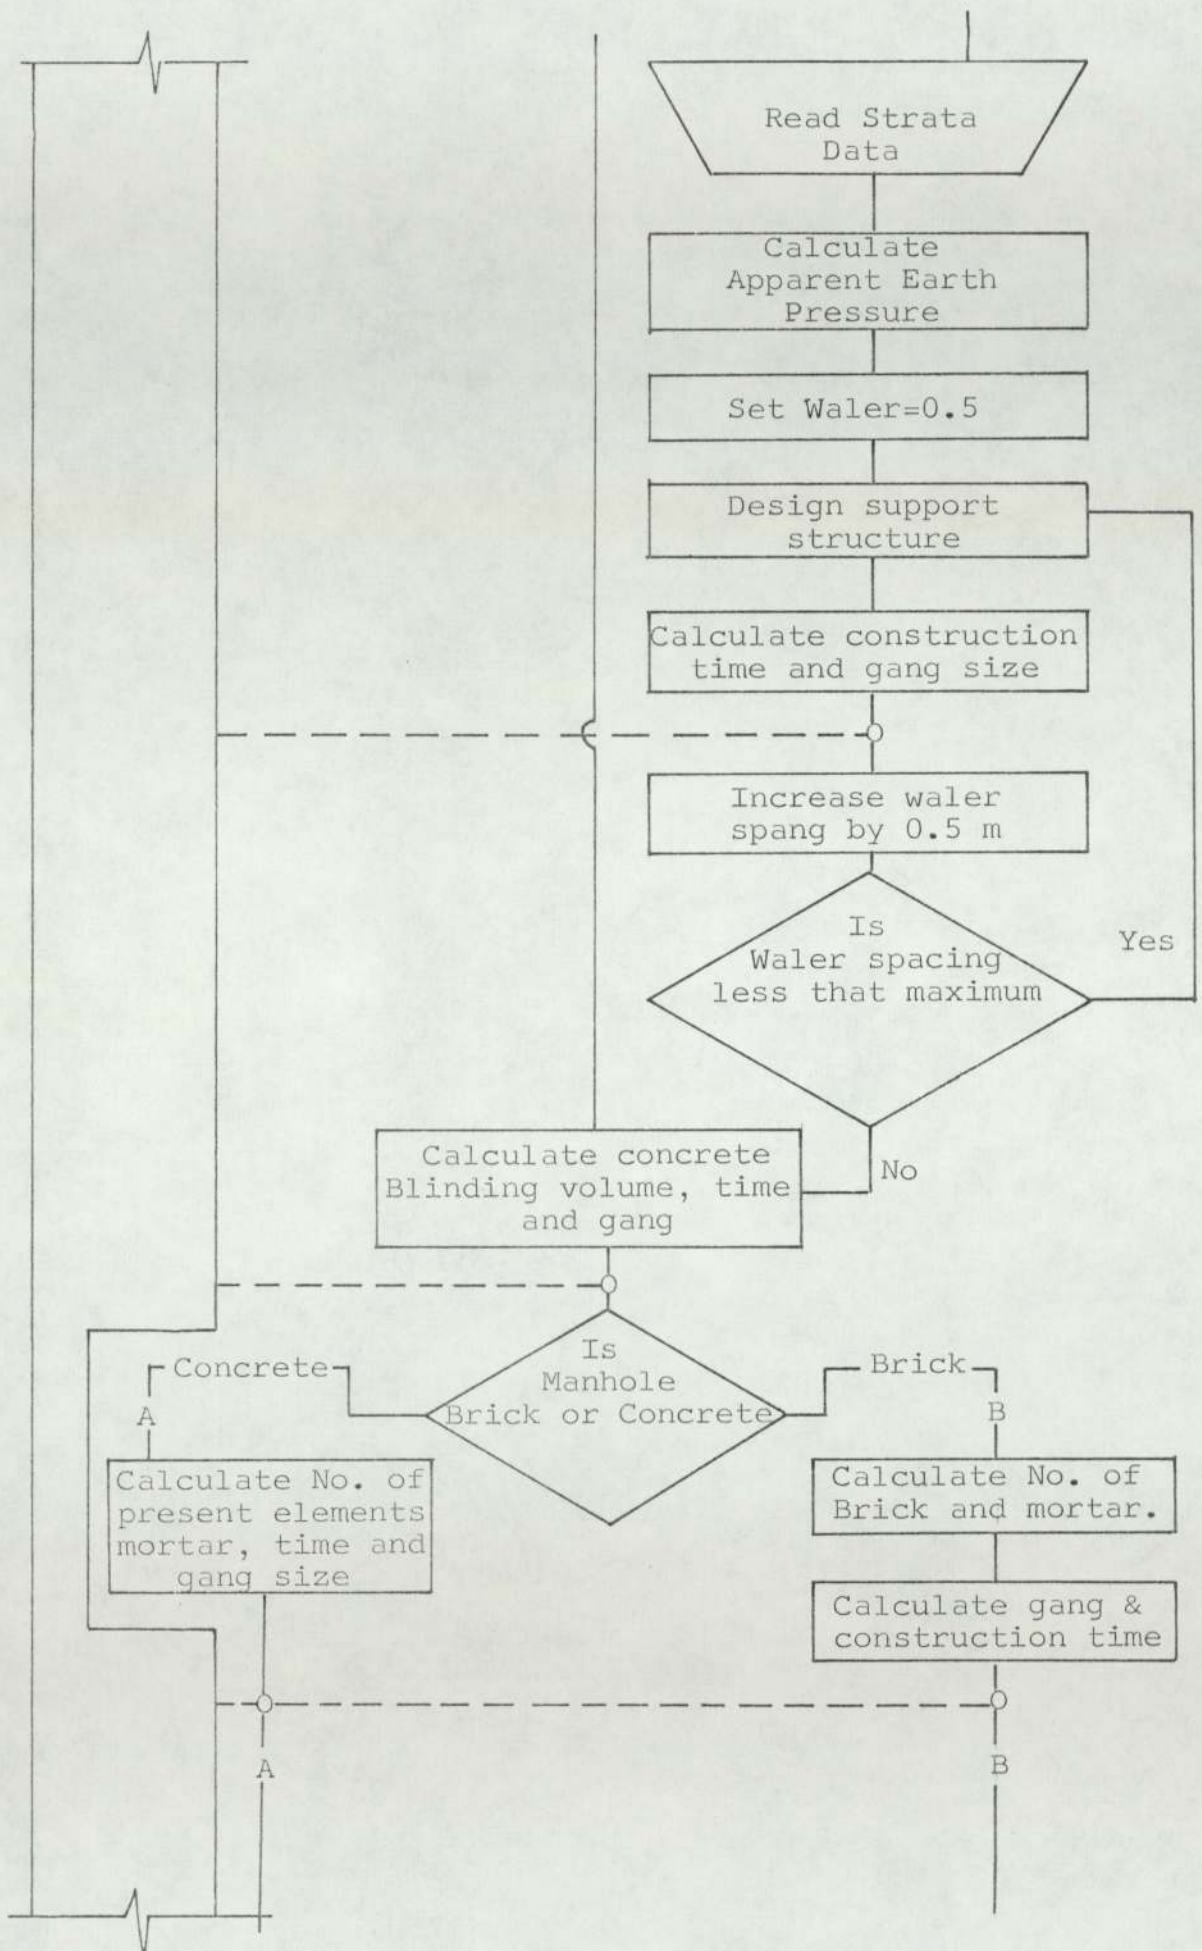 Read Strata
Data
Calculate
Apparent Earth
Pressure
Set Waler=0.5
Design support
structure
Calculate construction
time and gang size
Increase waler
spang by 0.5 m
Is
Waler spacing
less that maximum
Yes
No
Calculate concrete
Blinding volume, time
and gang
Is
Manhole
Brick or Concrete
Concrete
A
Calculate No. of
present elements
mortar, time and
gang size
A
Brick
B
Calculate No. of
Brick and mortar.
Calculate gang &
construction time
B